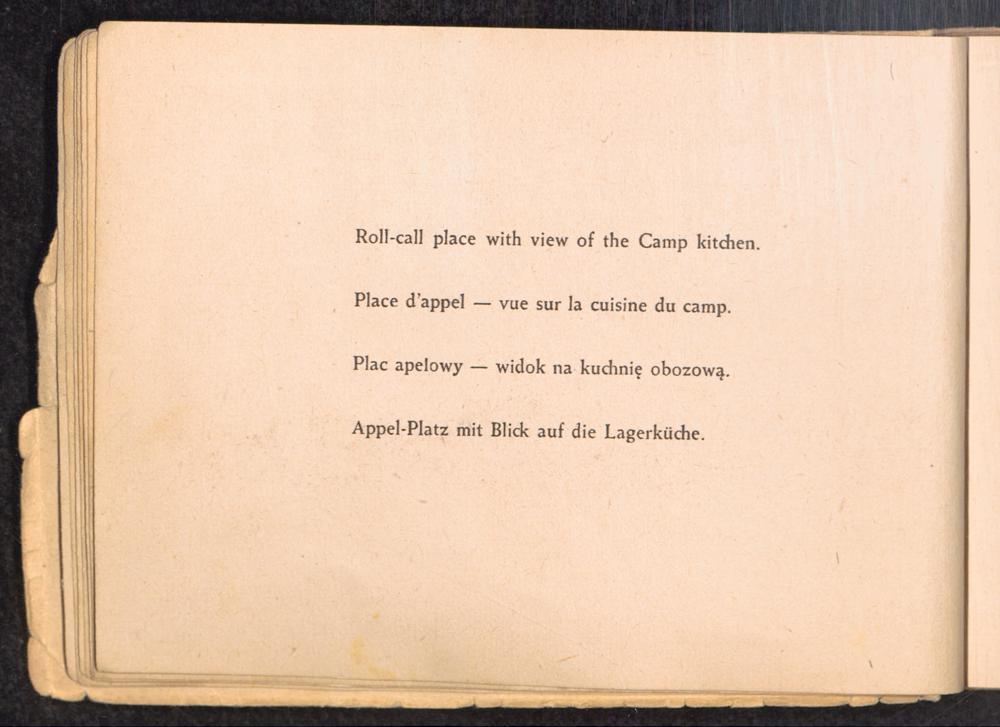 Roll-call place with view of the Camp kitchen.
Place d'appel — vue sur la cuisine du camp.
Plac apelowy — widok na kuchnię obozową.
Appel-Platz mit Blick auf die Lagerküche.